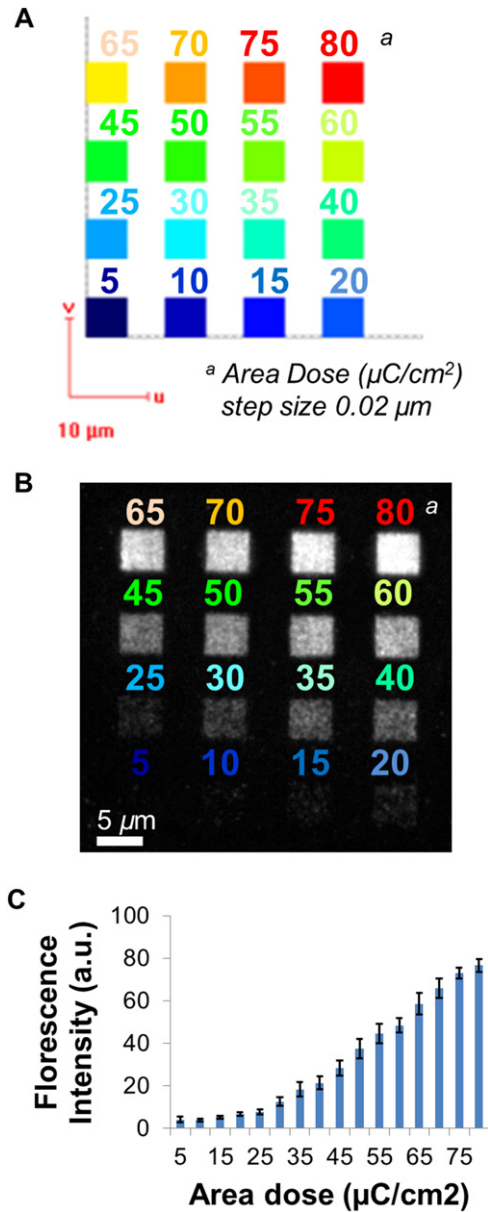 A
65 70 75 80 a
45 50 55 60
25 30 35 40
5 10 15 20
v
u
10 µm
a Area Dose (µC/cm2)
step size 0.02 µm
B
65 70 75 80 a
45 50 55 60
25 30 35 40
5 10 15 20
5 µm
C
Florescence
Intensity (a.u.)
100
80
60
40
20
0
5 15 25 35 45 55 65 75
Area dose (µC/cm2)